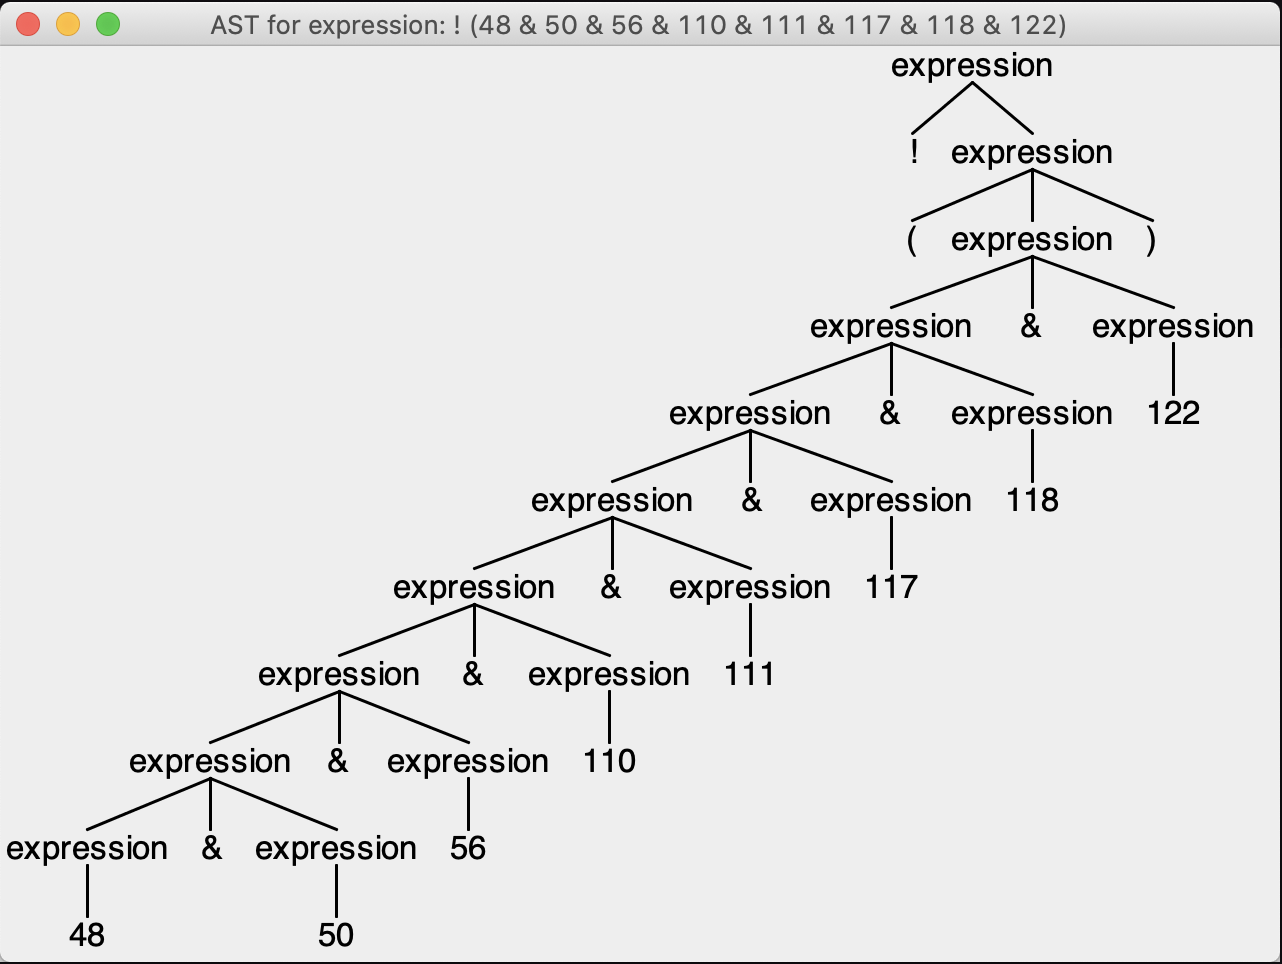 AST for expression: ! (48 & 50 & 56 & 110 & 111 & 117 & 118 & 122)
expression
! expression
( expression )
expression & expression
expression & expression 122
expression & expression 118
expression & expression 117
expression & expression 111
expression & expression 110
expression & expression 56
48 50